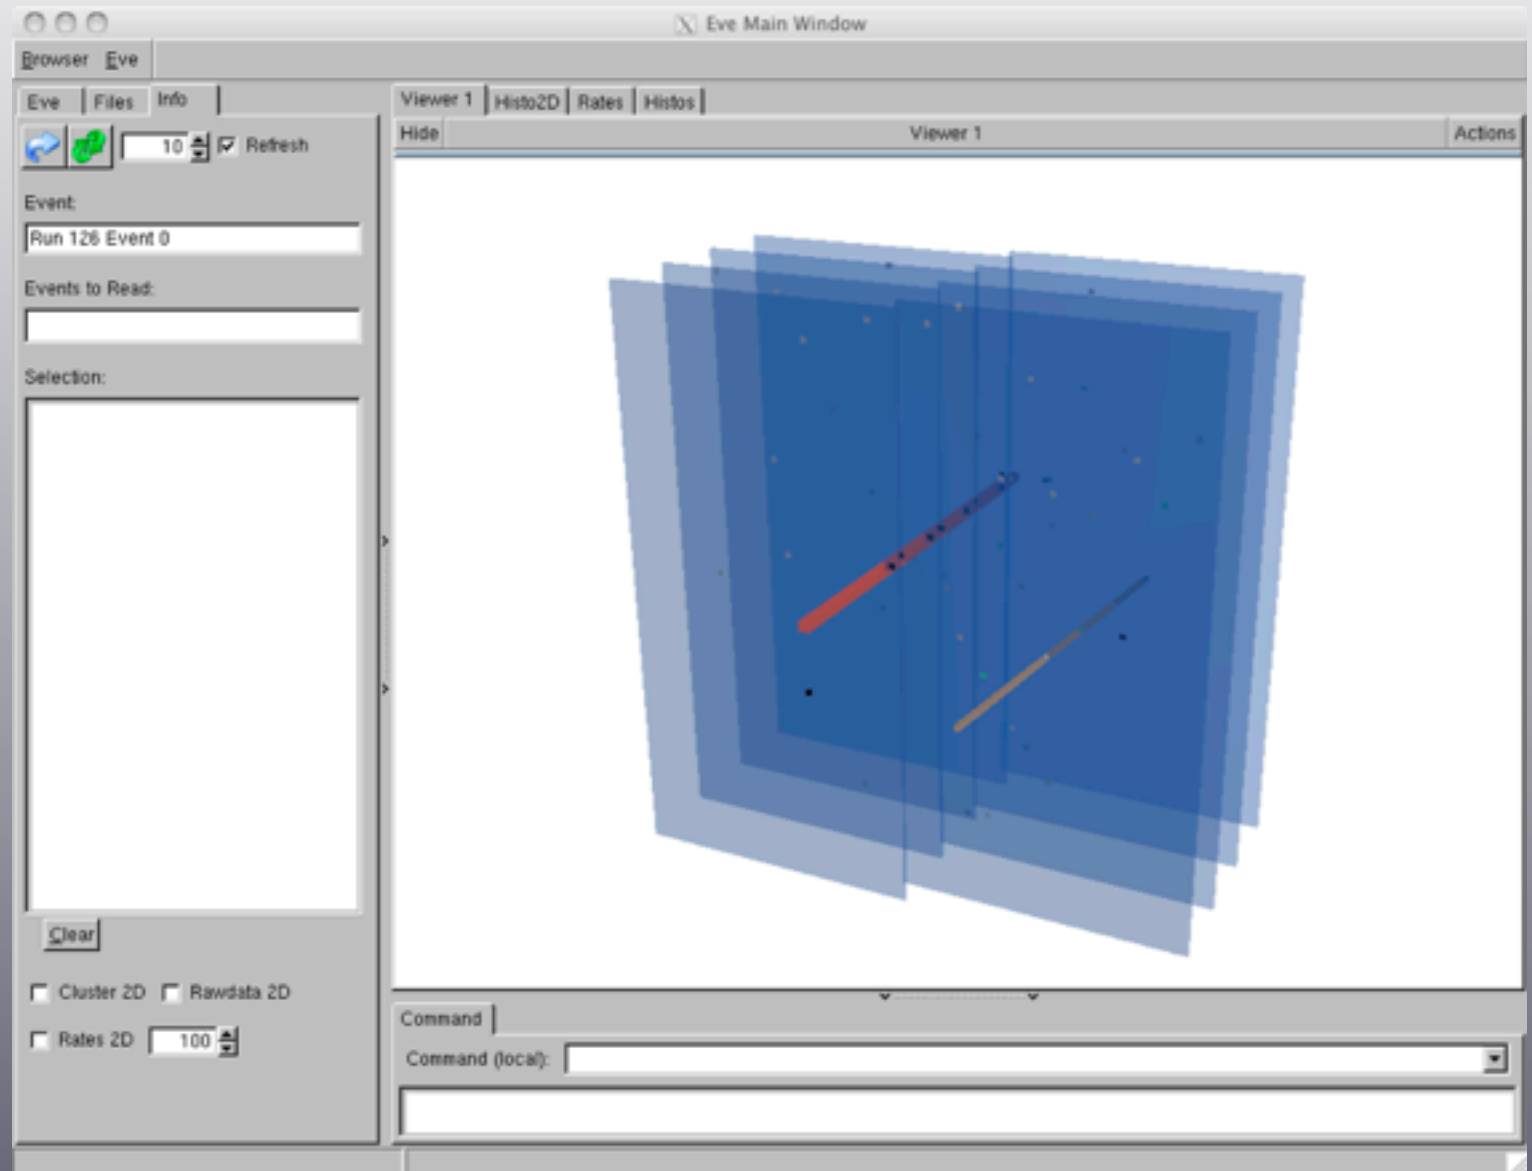 Eve Main Window
Browser Eve
Eve Files Info
10 Refresh
Event:
Run 126 Event 0
Events to Read:
Selection:
Clear
Cluster 2D Rawdata 2D
Rates 2D 100
Viewer 1 Histo2D Rates Histos
Hide Viewer 1 Actions
Command
Command (local):